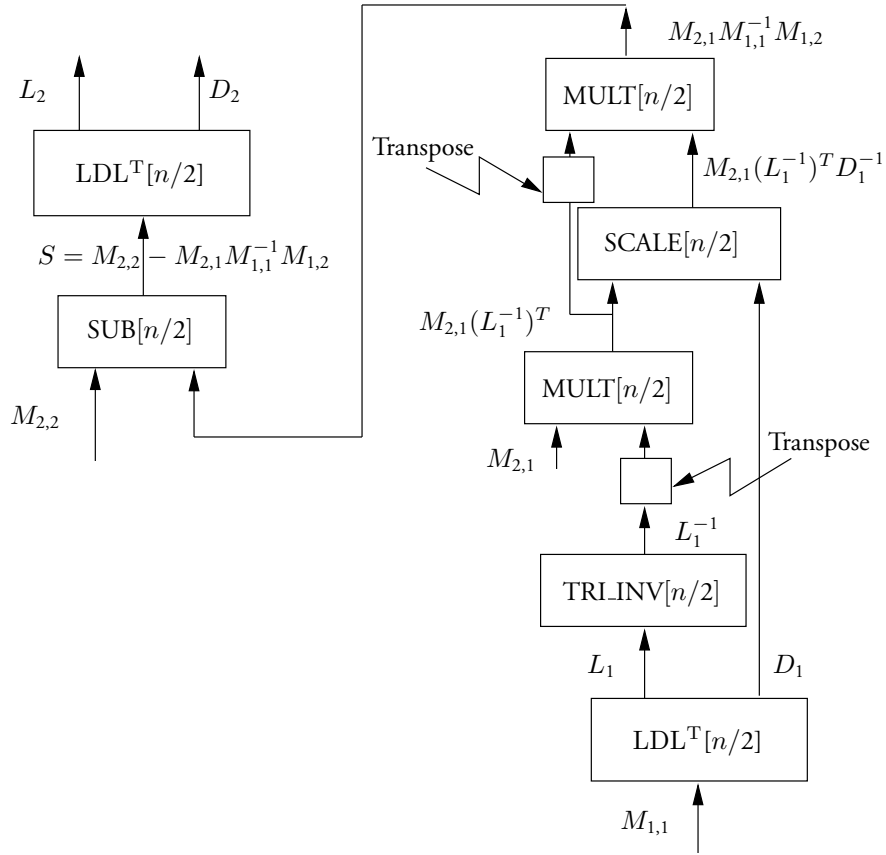 $M_{2,1}M_{1,1}^{-1}M_{1,2}$
$L_2$
$D_2$
MULT[$n/2$]
Transpose
LDL$^{\mathrm{T}}$[$n/2$]
$M_{2,1}(L_1^{-1})^T D_1^{-1}$
SCALE[$n/2$]
$S = M_{2,2} - M_{2,1}M_{1,1}^{-1}M_{1,2}$
SUB[$n/2$]
$M_{2,1}(L_1^{-1})^T$
MULT[$n/2$]
$M_{2,2}$
$M_{2,1}$
Transpose
$L_1^{-1}$
TRI_INV[$n/2$]
$L_1$
$D_1$
LDL$^{\mathrm{T}}$[$n/2$]
$M_{1,1}$